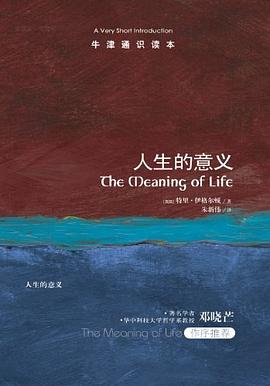 A Very Short Introduction
牛津通识读本
人生的意义
The Meaning of Life
[英国] 特里·伊格尔顿 / 著
朱新伟 / 译
人生的意义
·著名学者
·华中科技大学哲学系教授
邓晓芒
The Meaning of Life
作序推荐